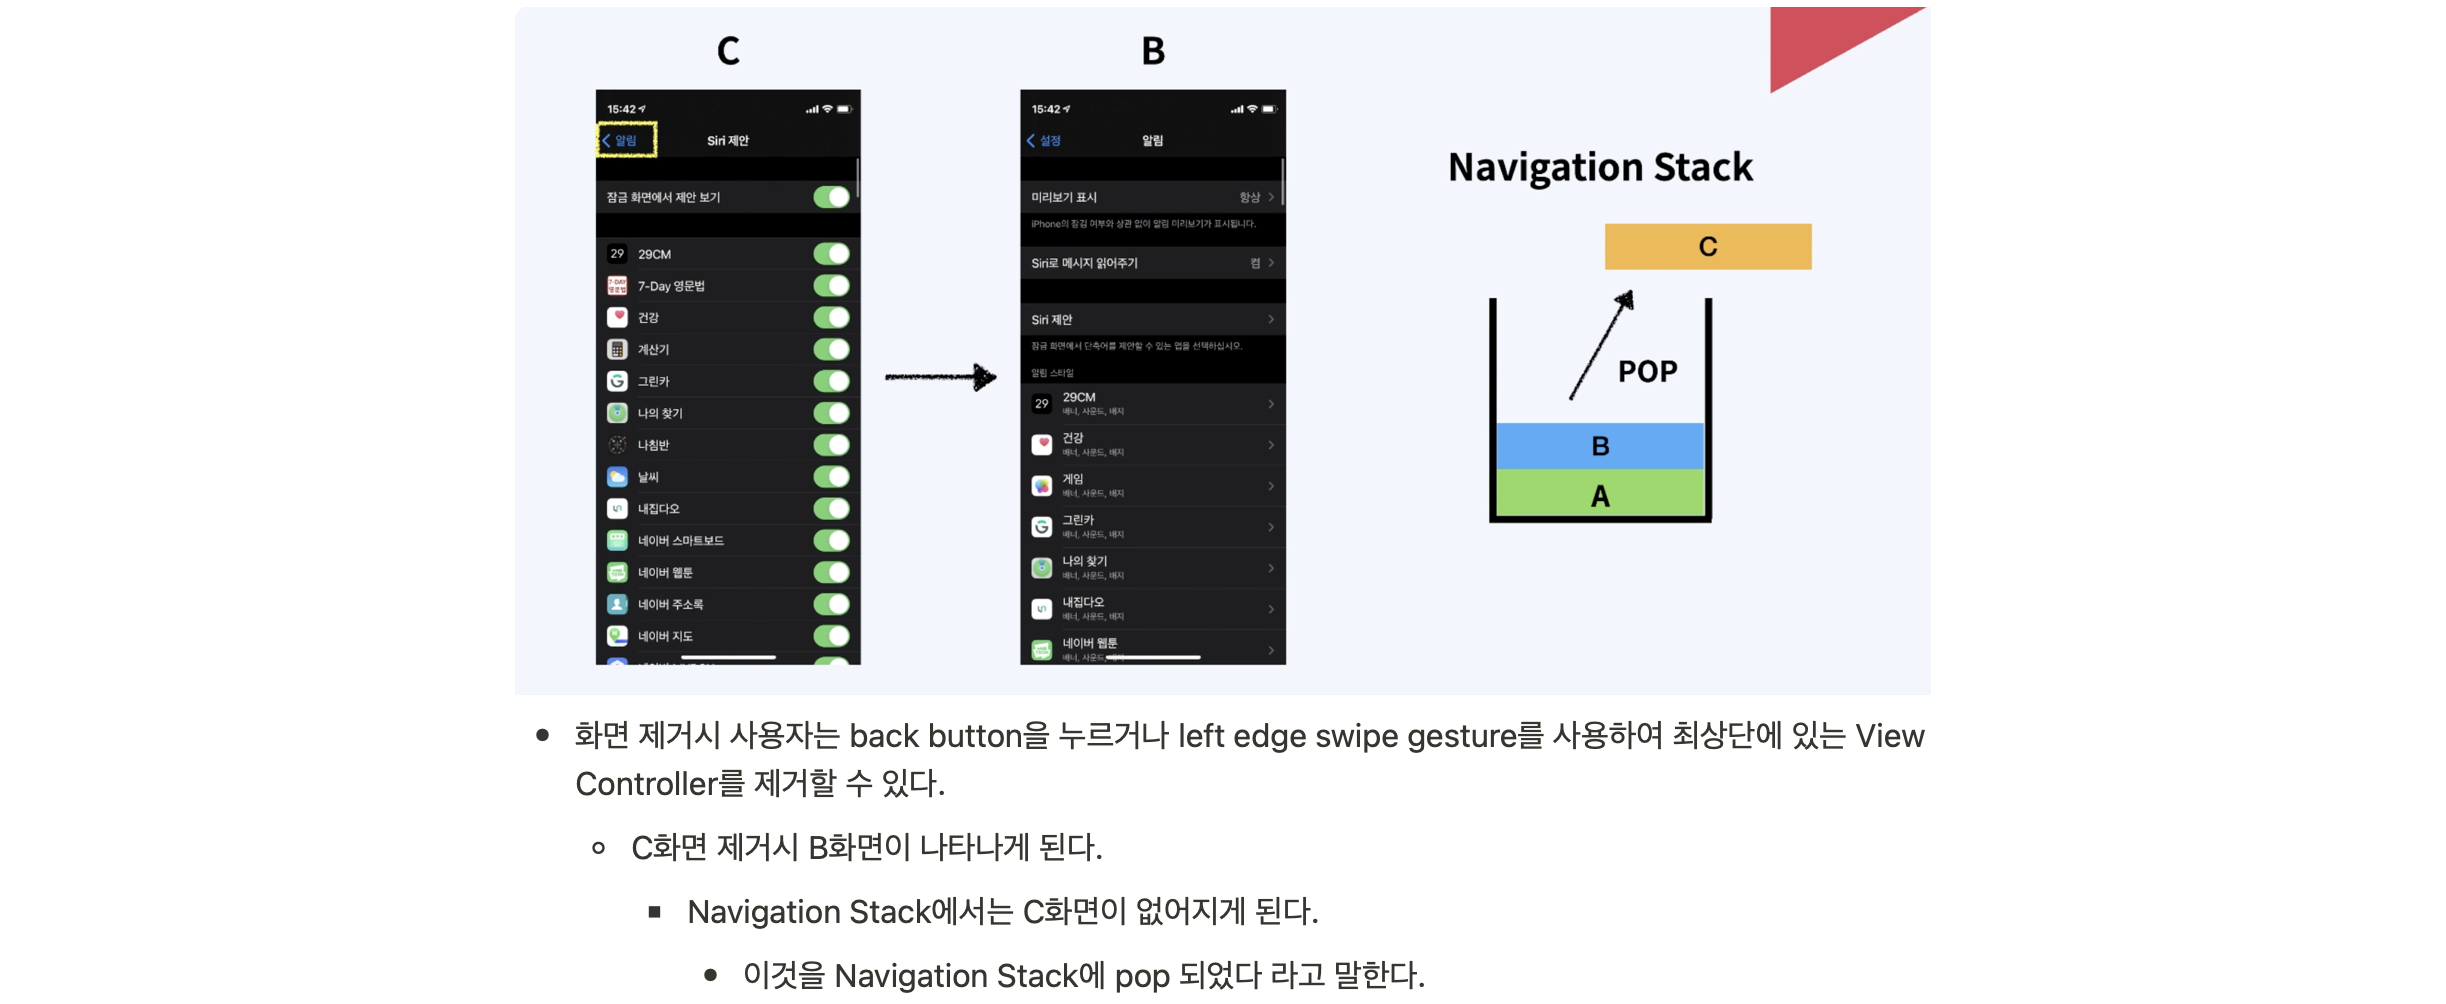 C
15:42
알림
Siri 제안
잠금 화면에서 제안 보기
29 29CM
7-Day 영문법
건강
계산기
그린카
나의 찾기
나침반
날씨
내집다오
네이버 스마트보드
네이버 웹툰
네이버 주소록
네이버 지도
B
15:42
설정
알림
미리보기 표시 항상
iPhone의 잠김 여부와 상관 없이 알림 미리보기가 표시됩니다.
Siri로 메시지 읽어주기 켬
Siri 제안
잠금 화면에서 단축어를 제안할 수 있는 앱을 선택하십시오.
알림 스타일
29 29CM
배너, 사운드, 배지
건강
배너, 사운드, 배지
게임
배너, 사운드, 배지
그린카
배너, 사운드, 배지
나의 찾기
배너, 사운드, 배지
내집다오
배너, 사운드, 배지
네이버 웹툰
배너, 사운드, 배지
Navigation Stack
C
POP
B
A
화면 제거시 사용자는 back button을 누르거나 left edge swipe gesture를 사용하여 최상단에 있는 View
Controller를 제거할 수 있다.
C화면 제거시 B화면이 나타나게 된다.
Navigation Stack에서는 C화면이 없어지게 된다.
이것을 Navigation Stack에 pop 되었다 라고 말한다.